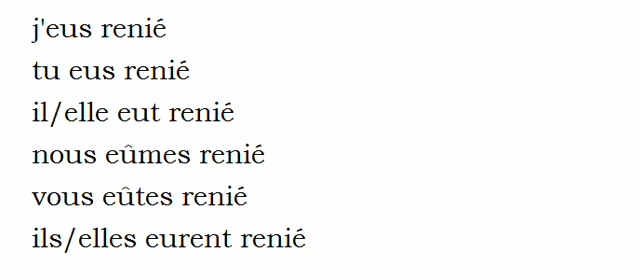 j'eus renié
tu eus renié
il/elle eut renié
nous eûmes renié
vous eûtes renié
ils/elles eurent renié